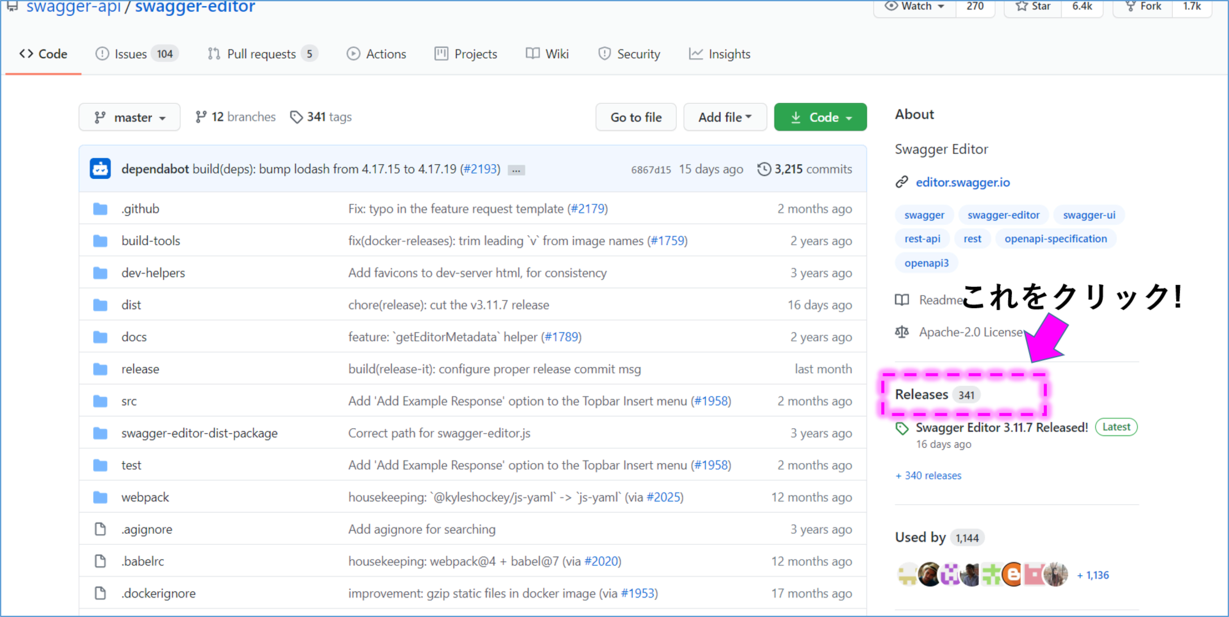 swagger-api / swagger-editor
Watch 270 Star 6.4k Fork 1.7k
Code Issues 104 Pull requests 5 Actions Projects Wiki Security Insights
master 12 branches 341 tags Go to file Add file Code
dependabot build(deps): bump lodash from 4.17.15 to 4.17.19 (#2193) ... 6867d15 15 days ago 3,215 commits
.github Fix: typo in the feature request template (#2179) 2 months ago
build-tools fix(docker-releases): trim leading `v` from image names (#1759) 2 years ago
dev-helpers Add favicons to dev-server html, for consistency 3 years ago
dist chore(release): cut the v3.11.7 release 16 days ago
docs feature: `getEditorMetadata` helper (#1789) 2 years ago
release build(release-it): configure proper release commit msg last month
src Add 'Add Example Response' option to the Topbar Insert menu (#1958) 2 months ago
swagger-editor-dist-package Correct path for swagger-editor.js 3 years ago
test Add 'Add Example Response' option to the Topbar Insert menu (#1958) 2 months ago
webpack housekeeping: `@kyleshockey/js-yaml` -> `js-yaml` (via #2025) 12 months ago
.agignore Add agignore for searching 3 years ago
.babelrc housekeeping: webpack@4 + babel@7 (via #2020) 12 months ago
.dockerignore improvement: gzip static files in docker image (via #1953) 17 months ago
About
Swagger Editor
editor.swagger.io
swagger swagger-editor swagger-ui
rest-api rest openapi-specification
openapi3
Readme
これをクリック!
Apache-2.0 License
Releases 341
Swagger Editor 3.11.7 Released! Latest
16 days ago
+ 340 releases
Used by 1,144
+ 1,136